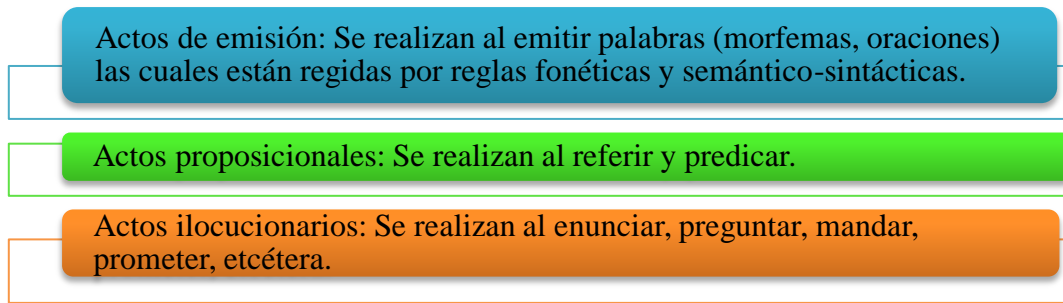 Actos de emisión: Se realizan al emitir palabras (morfemas, oraciones)
las cuales están regidas por reglas fonéticas y semántico-sintácticas.
Actos proposicionales: Se realizan al referir y predicar.
Actos ilocucionarios: Se realizan al enunciar, preguntar, mandar,
prometer, etcétera.